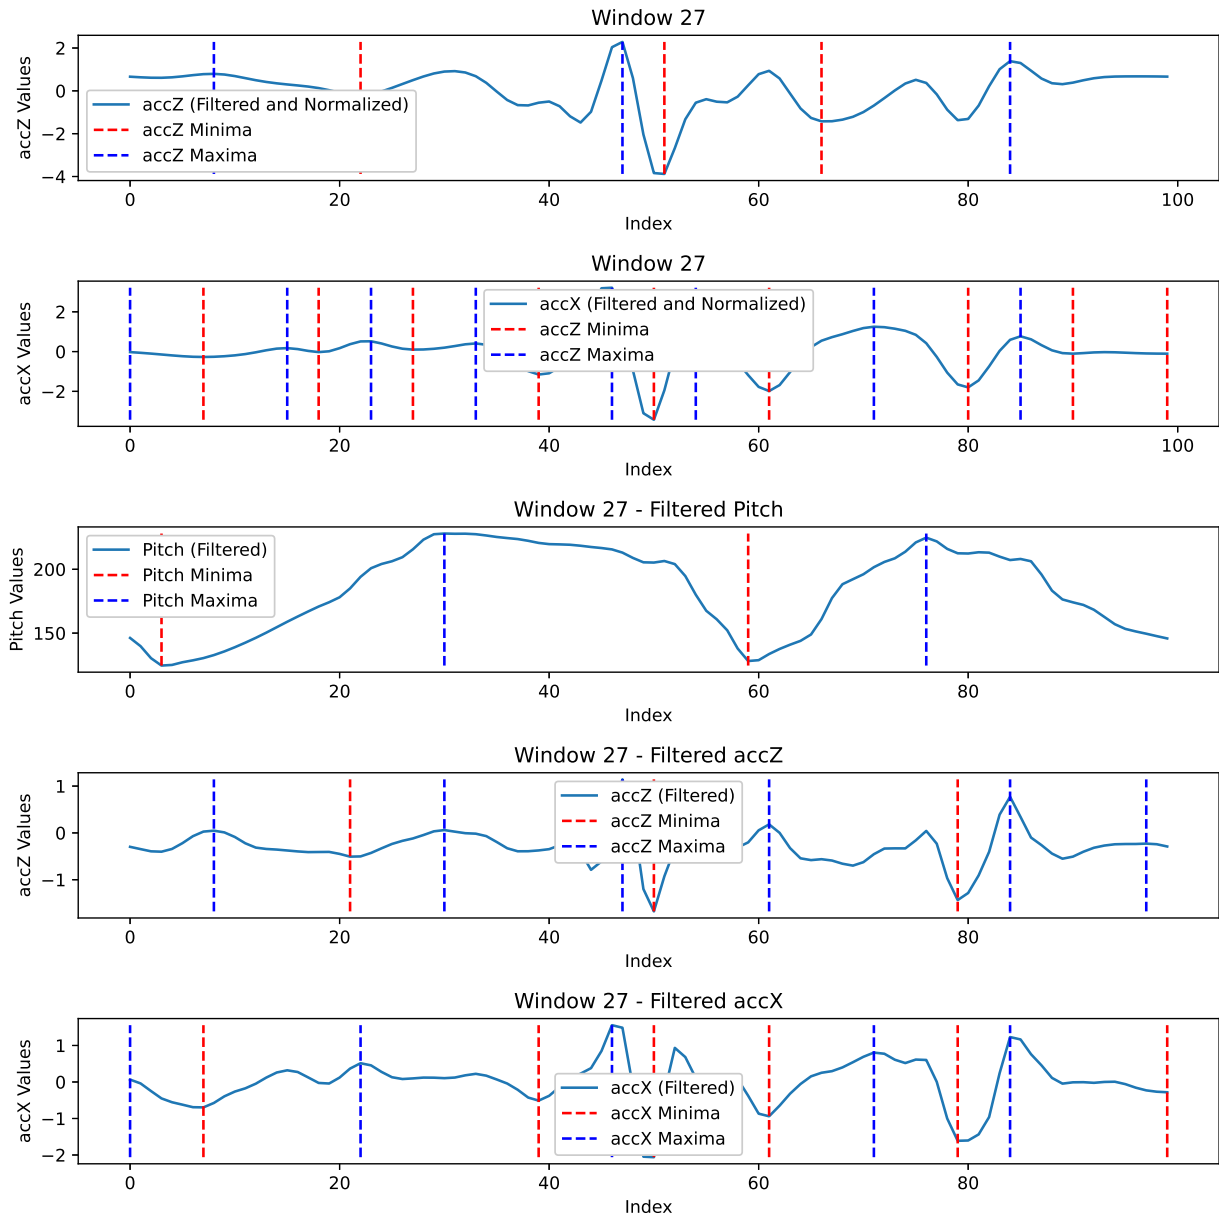 Window 27
accZ Values
2
0
−2
−4
accZ (Filtered and Normalized)
accZ Minima
accZ Maxima
0 20 40 60 80 100
Index
Window 27
accX Values
2
0
−2
accX (Filtered and Normalized)
accZ Minima
accZ Maxima
0 20 40 60 80 100
Index
Window 27 - Filtered Pitch
Pitch Values
200
150
Pitch (Filtered)
Pitch Minima
Pitch Maxima
0 20 40 60 80
Index
Window 27 - Filtered accZ
accZ Values
1
0
−1
accZ (Filtered)
accZ Minima
accZ Maxima
0 20 40 60 80
Index
Window 27 - Filtered accX
accX Values
1
0
−1
−2
accX (Filtered)
accX Minima
accX Maxima
0 20 40 60 80
Index